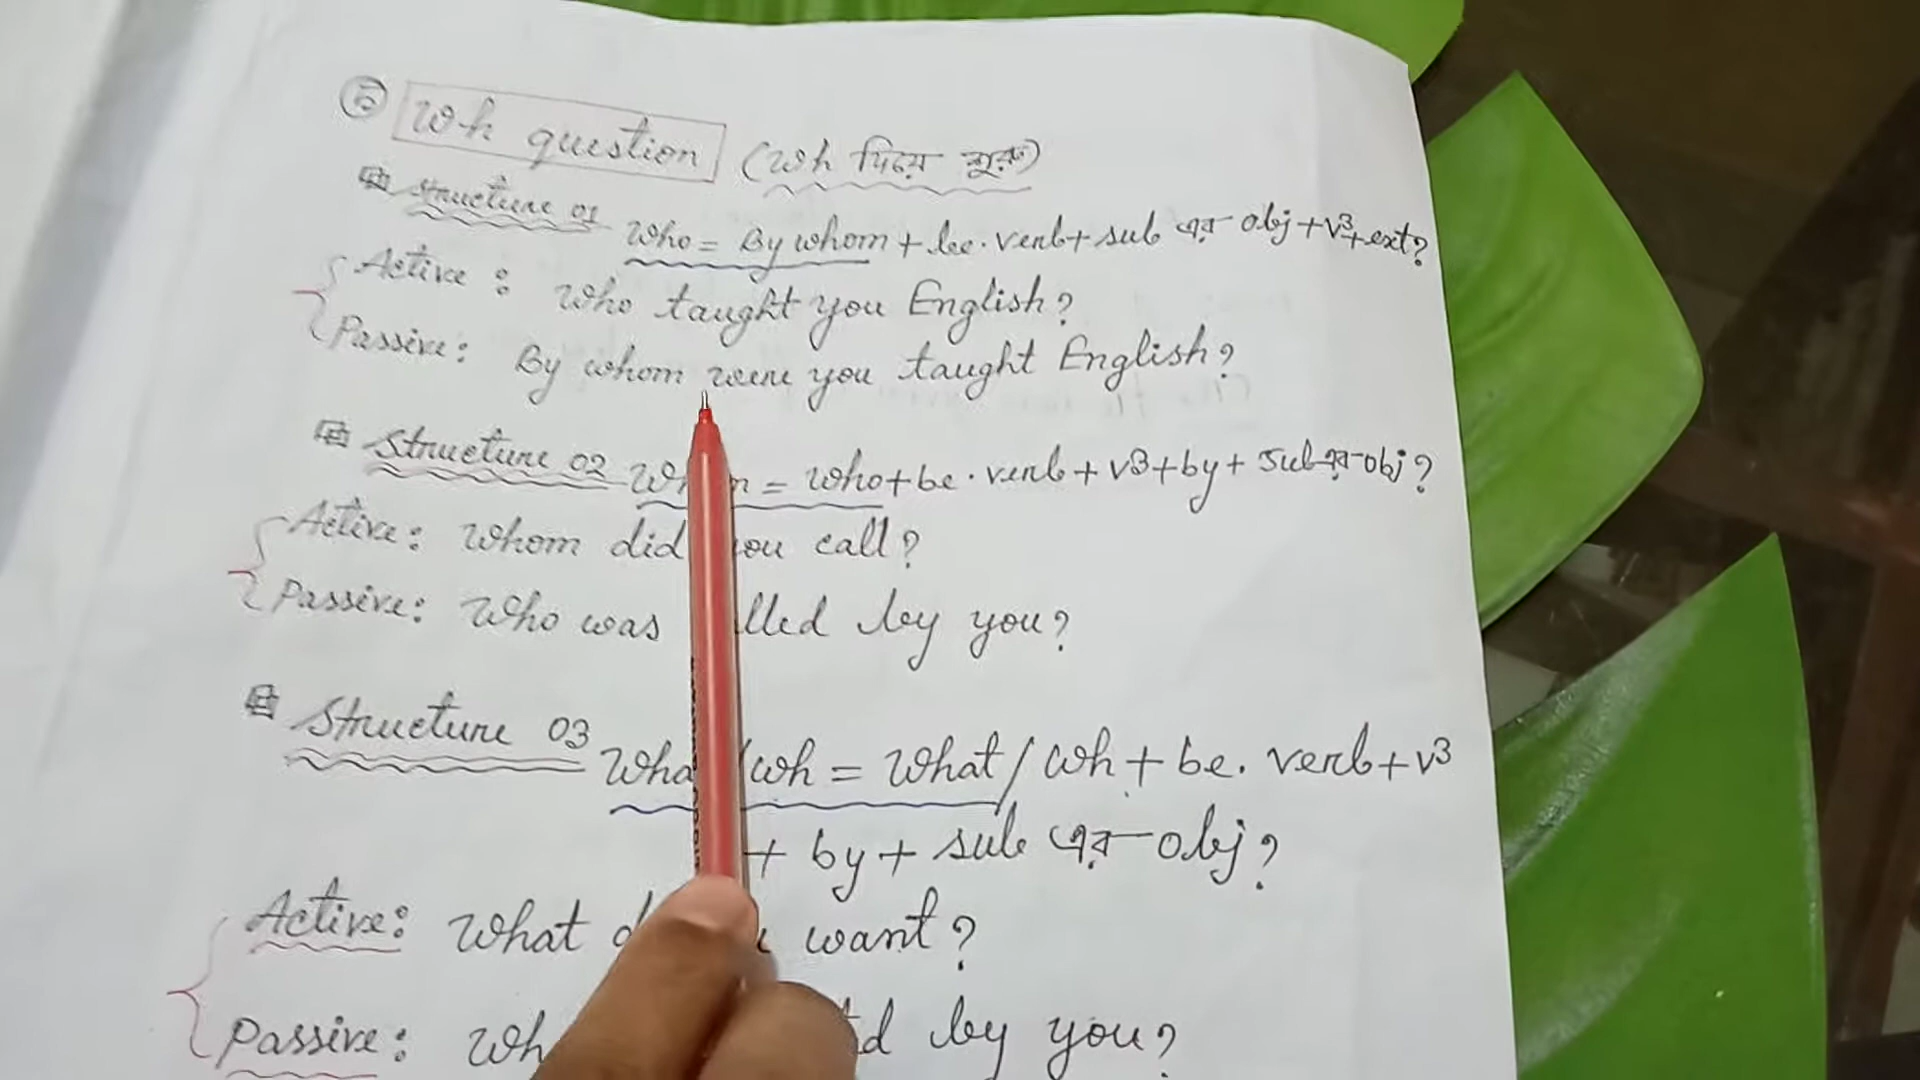 ৫ Wh question (Wh দিয়ে শুরু)
Structure 01 Who = By whom + be. verb + sub এর obj + v3 + ext?
Active : Who taught you English?
Passive : By whom were you taught English?
Structure 02 = who + be. verb + v3 + by + sub এর obj?
Active : Whom did call?
Passive : Who was by you?
Structure 03 /wh = what/wh + be. verb + v3
+ by + sub এর obj?
Active : What want?
Passive : by you?